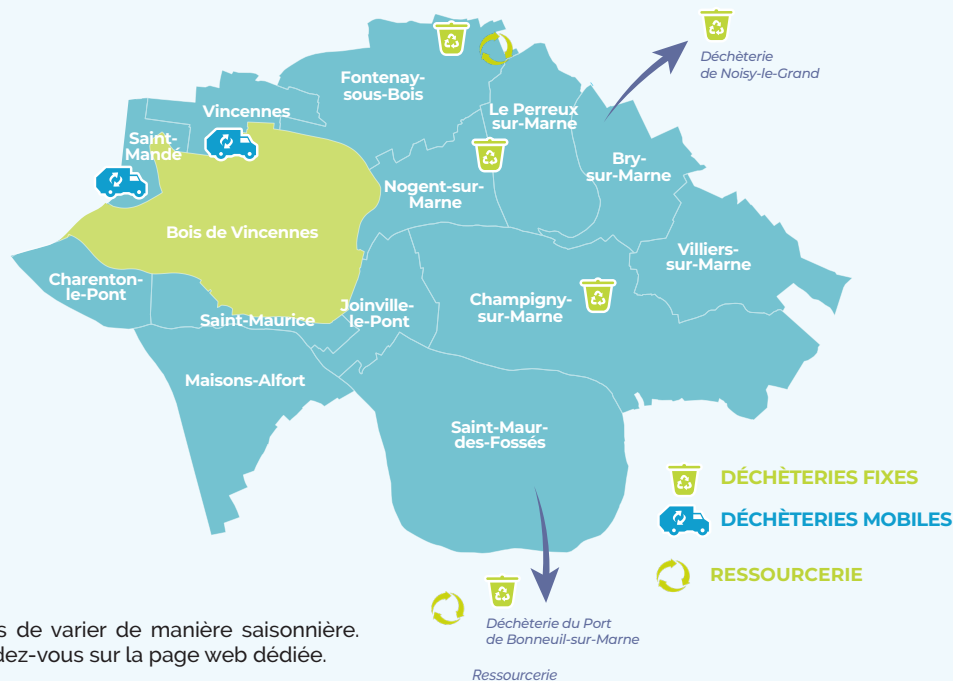 Déchèterie
de Noisy-le-Grand
Fontenay-
sous-Bois
Vincennes
Le Perreux
sur-Marne
Saint-
Mandé
Bry-
sur-Marne
Nogent-sur-
Marne
Bois de Vincennes
Villiers-
sur-Marne
Charenton-
le-Pont
Joinville-
le-Pont
Champigny-
sur-Marne
Saint-Maurice
Maisons-Alfort
Saint-Maur-
des-Fossés
DÉCHÈTERIES FIXES
DÉCHÈTERIES MOBILES
RESSOURCERIE
Déchèterie du Port
de Bonneuil-sur-Marne
Ressourcerie
de varier de manière saisonnière.
dez-vous sur la page web dédiée.